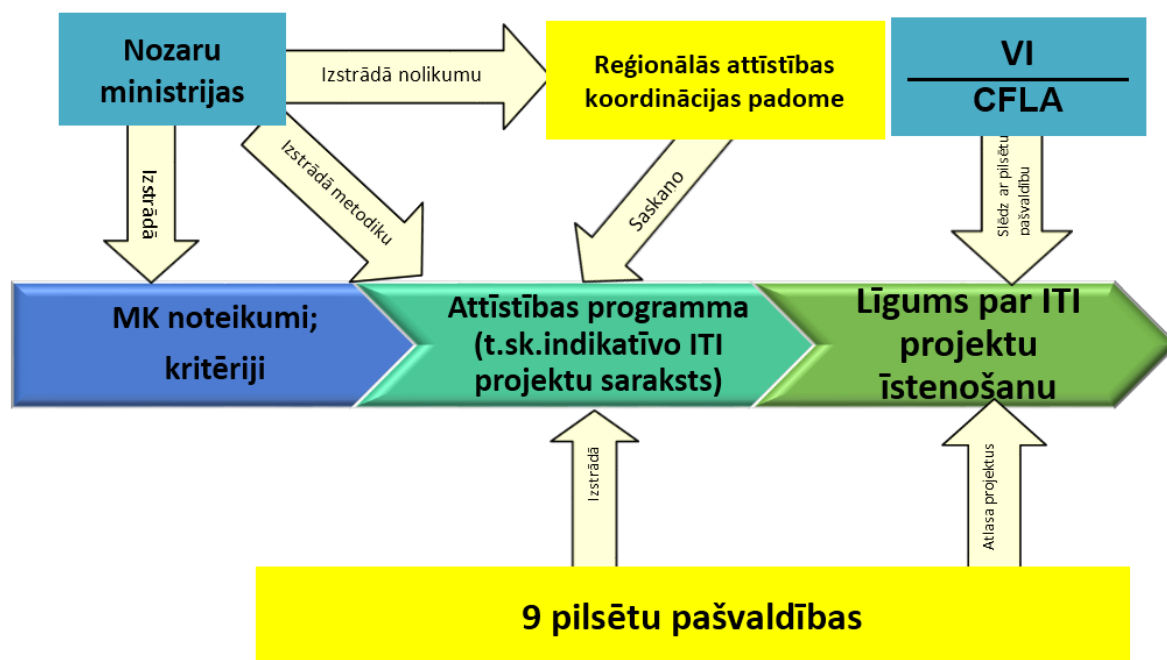 Nozaru
ministrijas
Izstrādā nolikumu
Reģionālās attīstības
koordinācijas padome
VI
CFLA
Izstrādā
Izstrādā metodiku
Saskaņo
Slēdz ar pilsētu
pašvaldību
MK noteikumi;
kritēriji
Attīstības programma
(t.sk.indikatīvo ITI
projektu saraksts)
Līgums par ITI
projektu
īstenošanu
Izstrādā
Atlasa projektus
9 pilsētu pašvaldības